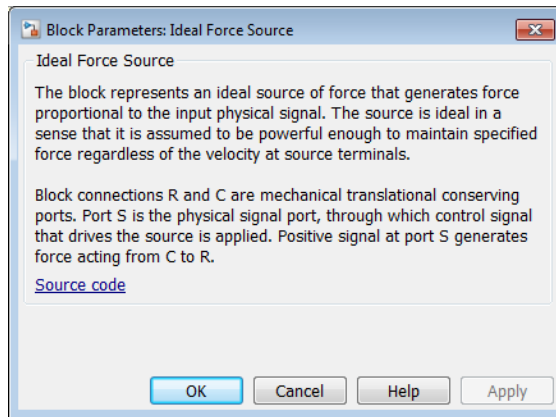 Block Parameters: Ideal Force Source
Ideal Force Source
The block represents an ideal source of force that generates force
proportional to the input physical signal. The source is ideal in a
sense that it is assumed to be powerful enough to maintain specified
force regardless of the velocity at source terminals.
Block connections R and C are mechanical translational conserving
ports. Port S is the physical signal port, through which control signal
that drives the source is applied. Positive signal at port S generates
force acting from C to R.
Source code
OK Cancel Help Apply